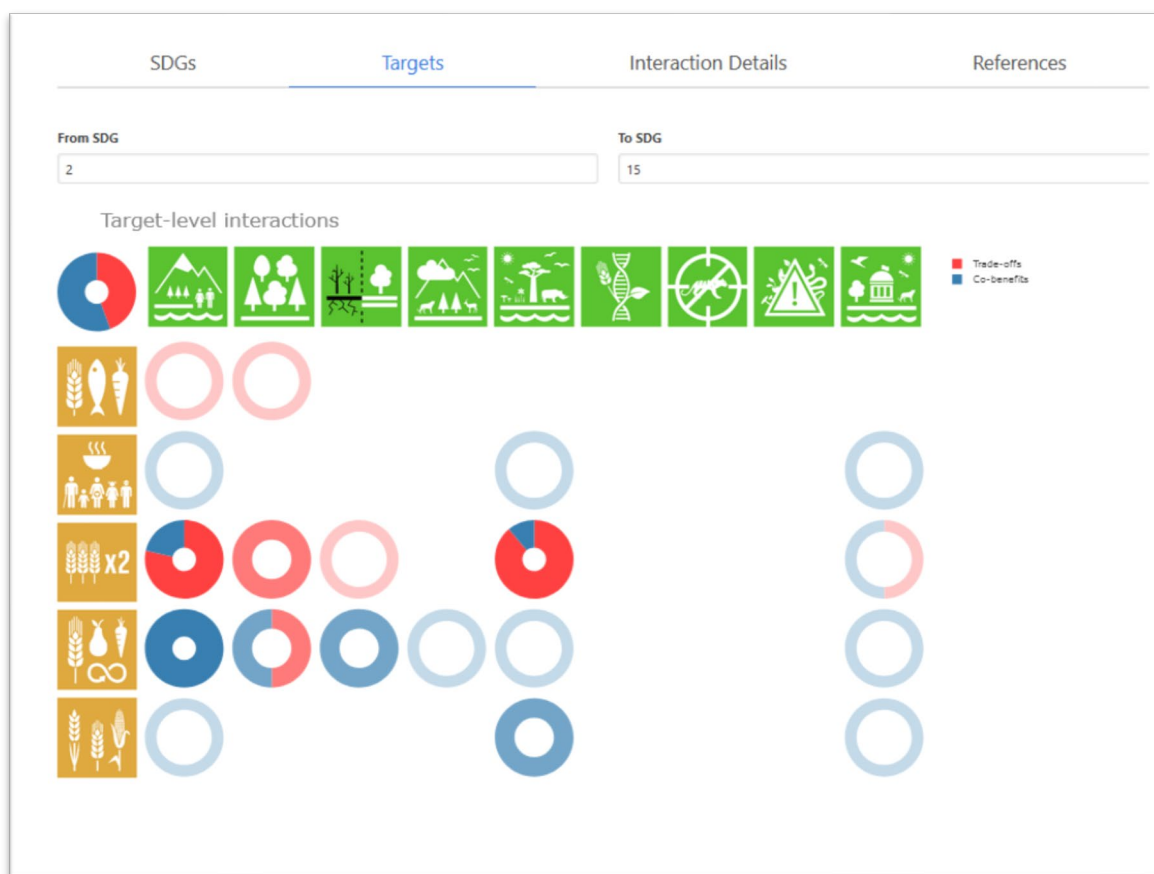 SDGs Targets Interaction Details References
From SDG To SDG
2 15
Target-level interactions
Trade-offs
Co-benefits
x2